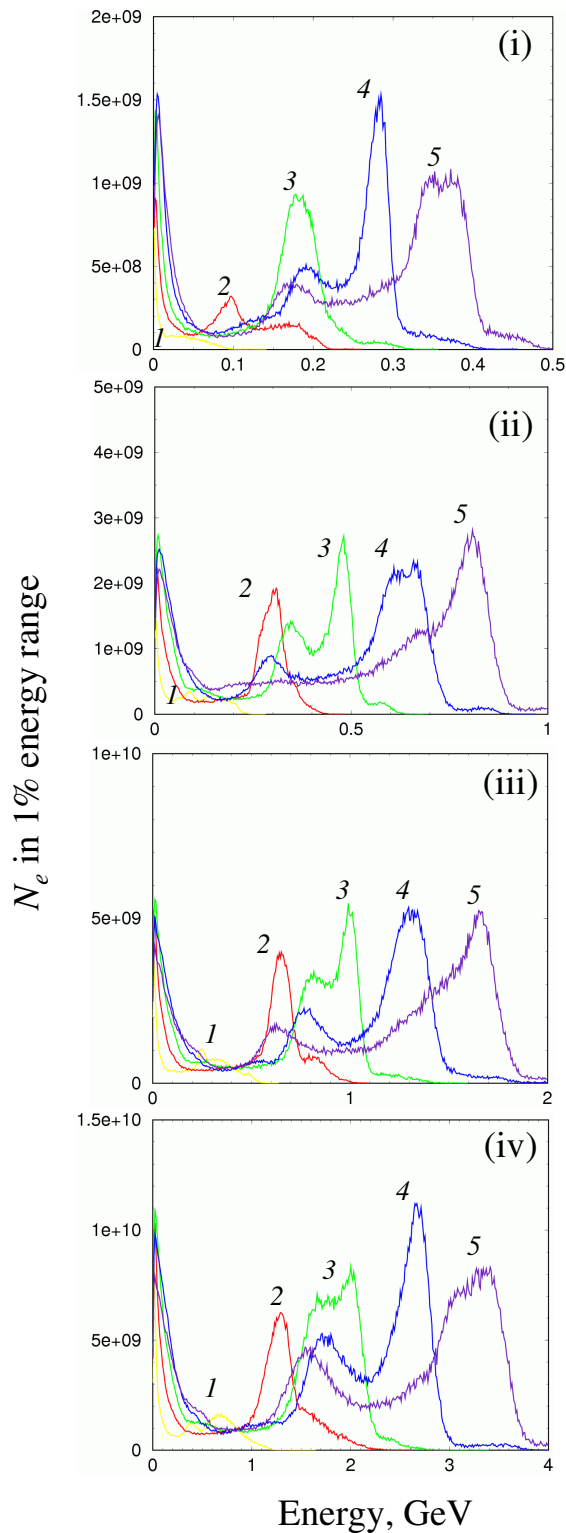 (i)
2e+09
1.5e+09
1e+09
5e+08
0
1
2
3
4
5
0 0.1 0.2 0.3 0.4 0.5
(ii)
5e+09
4e+09
3e+09
2e+09
1e+09
0
1
2
3
4
5
0 0.5 1
(iii)
1e+10
5e+09
0
1
2
3
4
5
0 1 2
(iv)
1.5e+10
1e+10
5e+09
0
1
2
3
4
5
0 1 2 3 4
N_e in 1% energy range
Energy, GeV